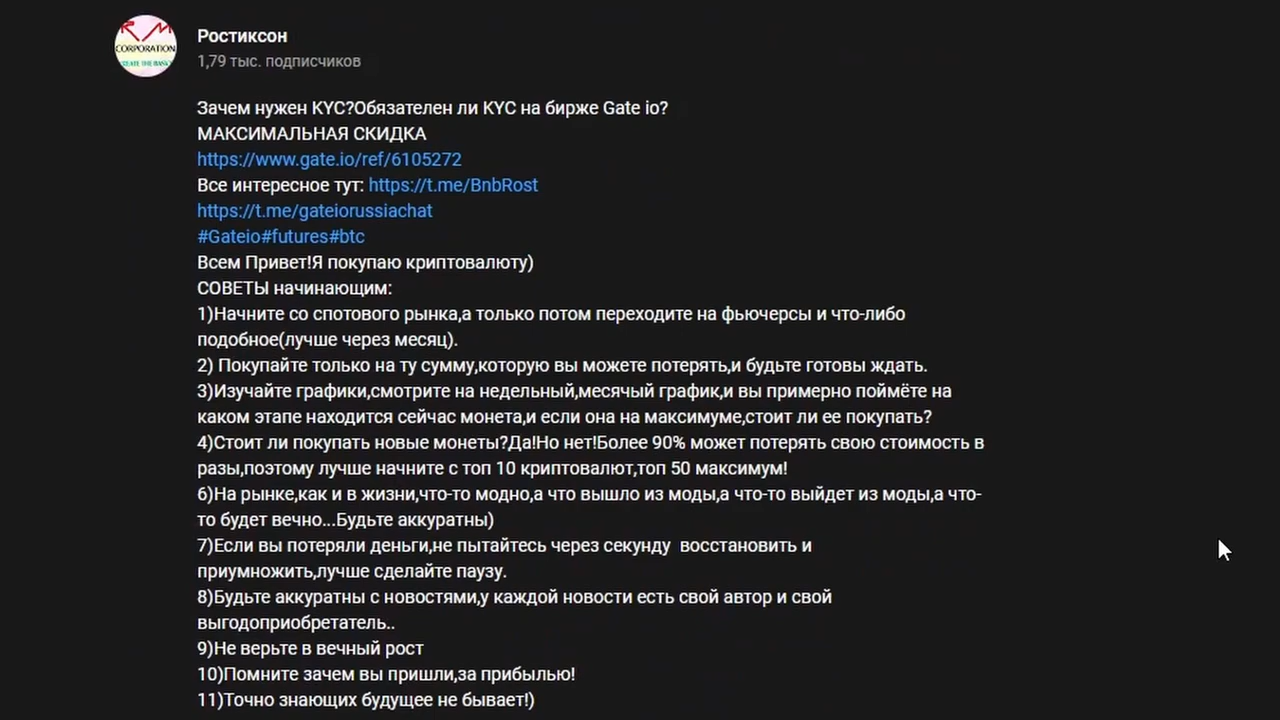 RM
CORPORATION
CREATE THE BASIC
Ростиксон
1,79 тыс. подписчиков
Зачем нужен KYC?Обязателен ли KYC на бирже Gate io?
МАКСИМАЛЬНАЯ СКИДКА
https://www.gate.io/ref/6105272
Все интересное тут: https://t.me/BnbRost
https://t.me/gateiorussiachat
#Gateio#futures#btc
Всем Привет!Я покупаю криптовалюту)
СОВЕТЫ начинающим:
1)Начните со спотового рынка,а только потом переходите на фьючерсы и что-либо
подобное(лучше через месяц).
2) Покупайте только на ту сумму,которую вы можете потерять,и будьте готовы ждать.
3)Изучайте графики,смотрите на недельный,месячый график,и вы примерно поймёте на
каком этапе находится сейчас монета,и если она на максимуме,стоит ли ее покупать?
4)Стоит ли покупать новые монеты?Да!Но нет!Более 90% может потерять свою стоимость в
разы,поэтому лучше начните с топ 10 криптовалют,топ 50 максимум!
6)На рынке,как и в жизни,что-то модно,а что вышло из моды,а что-то выйдет из моды,а что-
то будет вечно...Будьте аккуратны)
7)Если вы потеряли деньги,не пытайтесь через секунду  восстановить и
приумножить,лучше сделайте паузу.
8)Будьте аккуратны с новостями,у каждой новости есть свой автор и свой
выгодоприобретатель..
9)Не верьте в вечный рост
10)Помните зачем вы пришли,за прибылью!
11)Точно знающих будущее не бывает!)